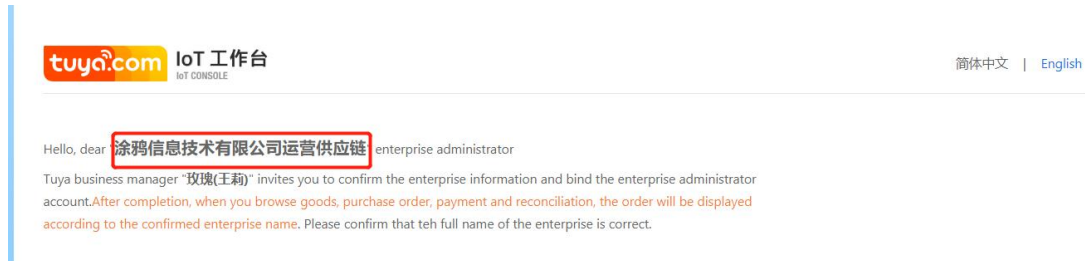 tuya.com IoT 工作台
IoT CONSOLE
简体中文 | English
Hello, dear "涂鸦信息技术有限公司运营供应链" enterprise administrator
Tuya business manager "玫瑰(王莉)" invites you to confirm the enterprise information and bind the enterprise administrator
account.After completion, when you browse goods, purchase order, payment and reconciliation, the order will be displayed
according to the confirmed enterprise name. Please confirm that teh full name of the enterprise is correct.